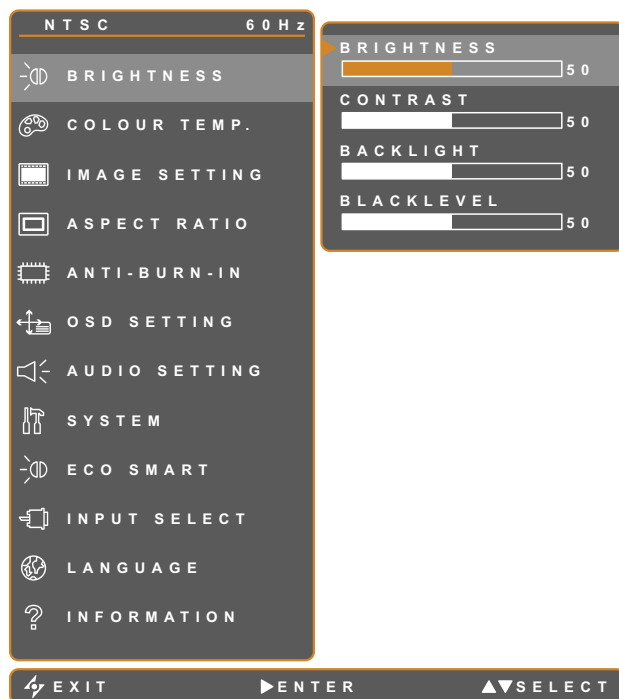 NTSC 60Hz
BRIGHTNESS
COLOUR TEMP.
IMAGE SETTING
ASPECT RATIO
ANTI-BURN-IN
OSD SETTING
AUDIO SETTING
SYSTEM
ECO SMART
INPUT SELECT
LANGUAGE
INFORMATION
BRIGHTNESS
50
CONTRAST
50
BACKLIGHT
50
BLACKLEVEL
50
EXIT ▶ENTER ▲▼SELECT